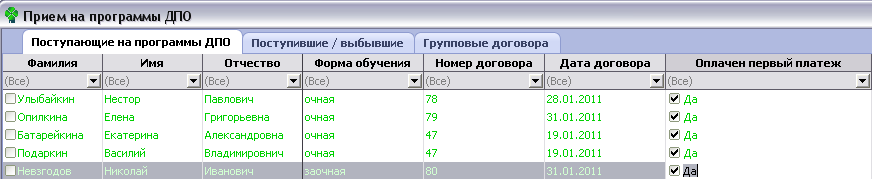 Прием на программы ДПО
Поступающие на программы ДПО Поступившие / выбывшие Групповые договора
Фамилия Имя Отчество Форма обучения Номер договора Дата договора Оплачен первый платеж
(Все) (Все) (Все) (Все) (Все) (Все) (Все)
Улыбайкин Нестор Павлович очная 78 28.01.2011 Да
Опилкина Елена Григорьевна очная 79 31.01.2011 Да
Батарейкина Екатерина Александровна очная 47 19.01.2011 Да
Подаркин Василий Владимировнич очная 47 19.01.2011 Да
Невзгодов Николай Иванович заочная 80 31.01.2011 Да